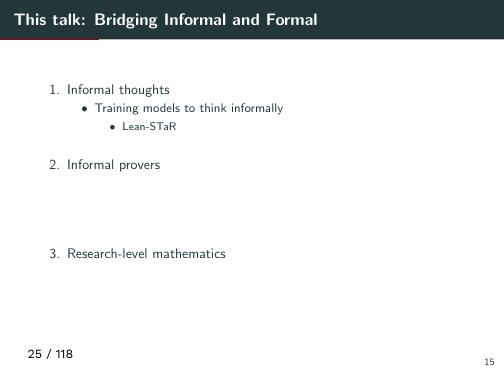 This talk: Bridging Informal and Formal
1. Informal thoughts
• Training models to think informally
• Lean-STaR
2. Informal provers
3. Research-level mathematics
25 / 118
15